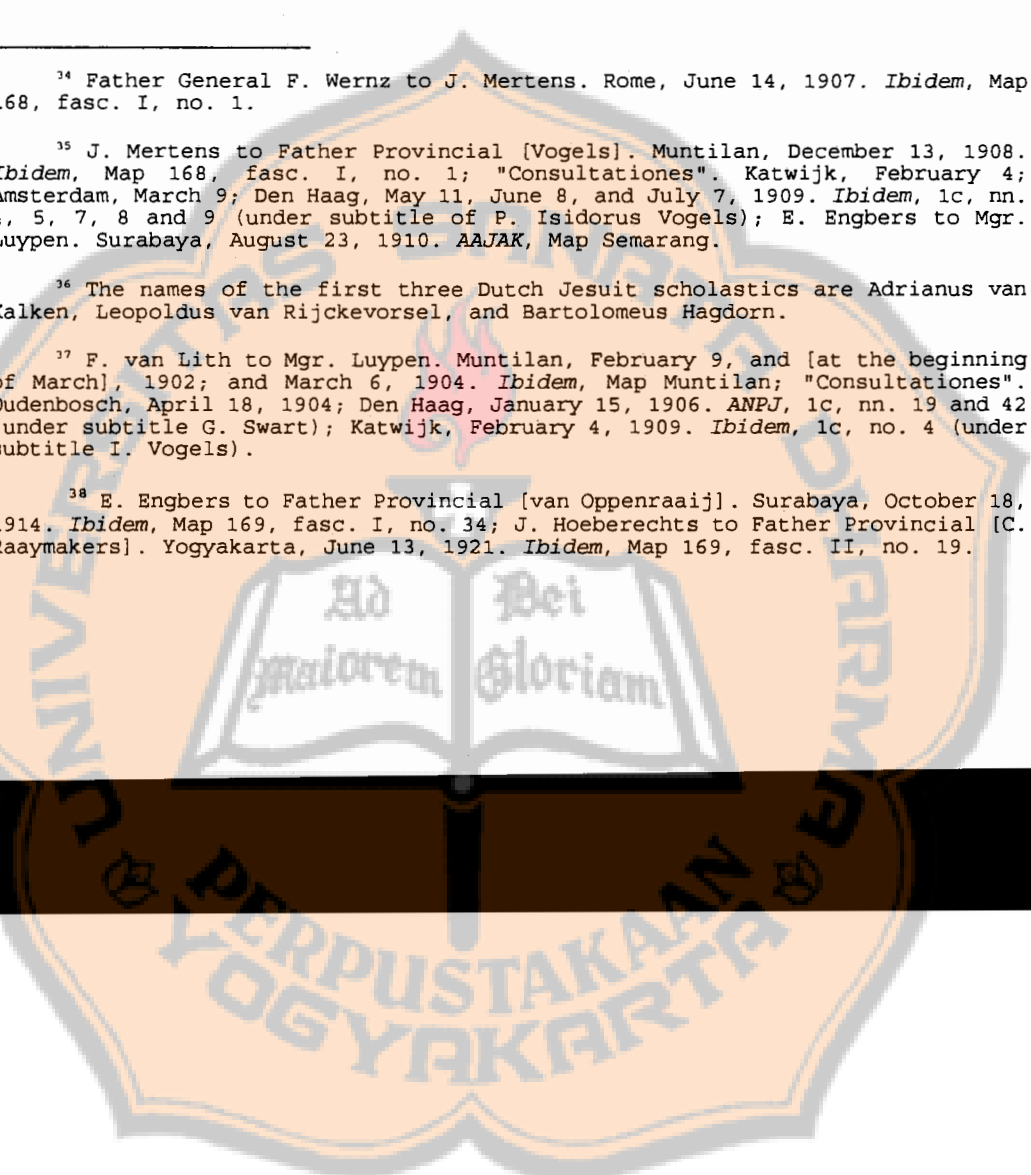 ³⁴ Father General F. Wernz to J. Mertens. Rome, June 14, 1907. Ibidem, Map
68, fasc. I, no. 1.
³⁵ J. Mertens to Father Provincial [Vogels]. Muntilan, December 13, 1908.
Ibidem, Map 168, fasc. I, no. 1; "Consultationes". Katwijk, February 4;
Amsterdam, March 9; Den Haag, May 11, June 8, and July 7, 1909. Ibidem, 1c, nn.
, 5, 7, 8 and 9 (under subtitle of P. Isidorus Vogels); E. Engbers to Mgr.
Luypen. Surabaya, August 23, 1910. AAJAK, Map Semarang.
³⁶ The names of the first three Dutch Jesuit scholastics are Adrianus van
Kalken, Leopoldus van Rijckevorsel, and Bartolomeus Hagdorn.
³⁷ F. van Lith to Mgr. Luypen. Muntilan, February 9, and [at the beginning
of March], 1902; and March 6, 1904. Ibidem, Map Muntilan; "Consultationes".
Oudenbosch, April 18, 1904; Den Haag, January 15, 1906. ANPJ, 1c, nn. 19 and 42
under subtitle G. Swart); Katwijk, February 4, 1909. Ibidem, 1c, no. 4 (under
subtitle I. Vogels).
³⁸ E. Engbers to Father Provincial [van Oppenraaij]. Surabaya, October 18,
1914. Ibidem, Map 169, fasc. I, no. 34; J. Hoeberechts to Father Provincial [C.
Raaymakers]. Yogyakarta, June 13, 1921. Ibidem, Map 169, fasc. II, no. 19.
UNIVERSITAS SANATA DHARMA
Ad maiorem
Dei Gloriam
PERPUSTAKAAN
YOGYAKARTA